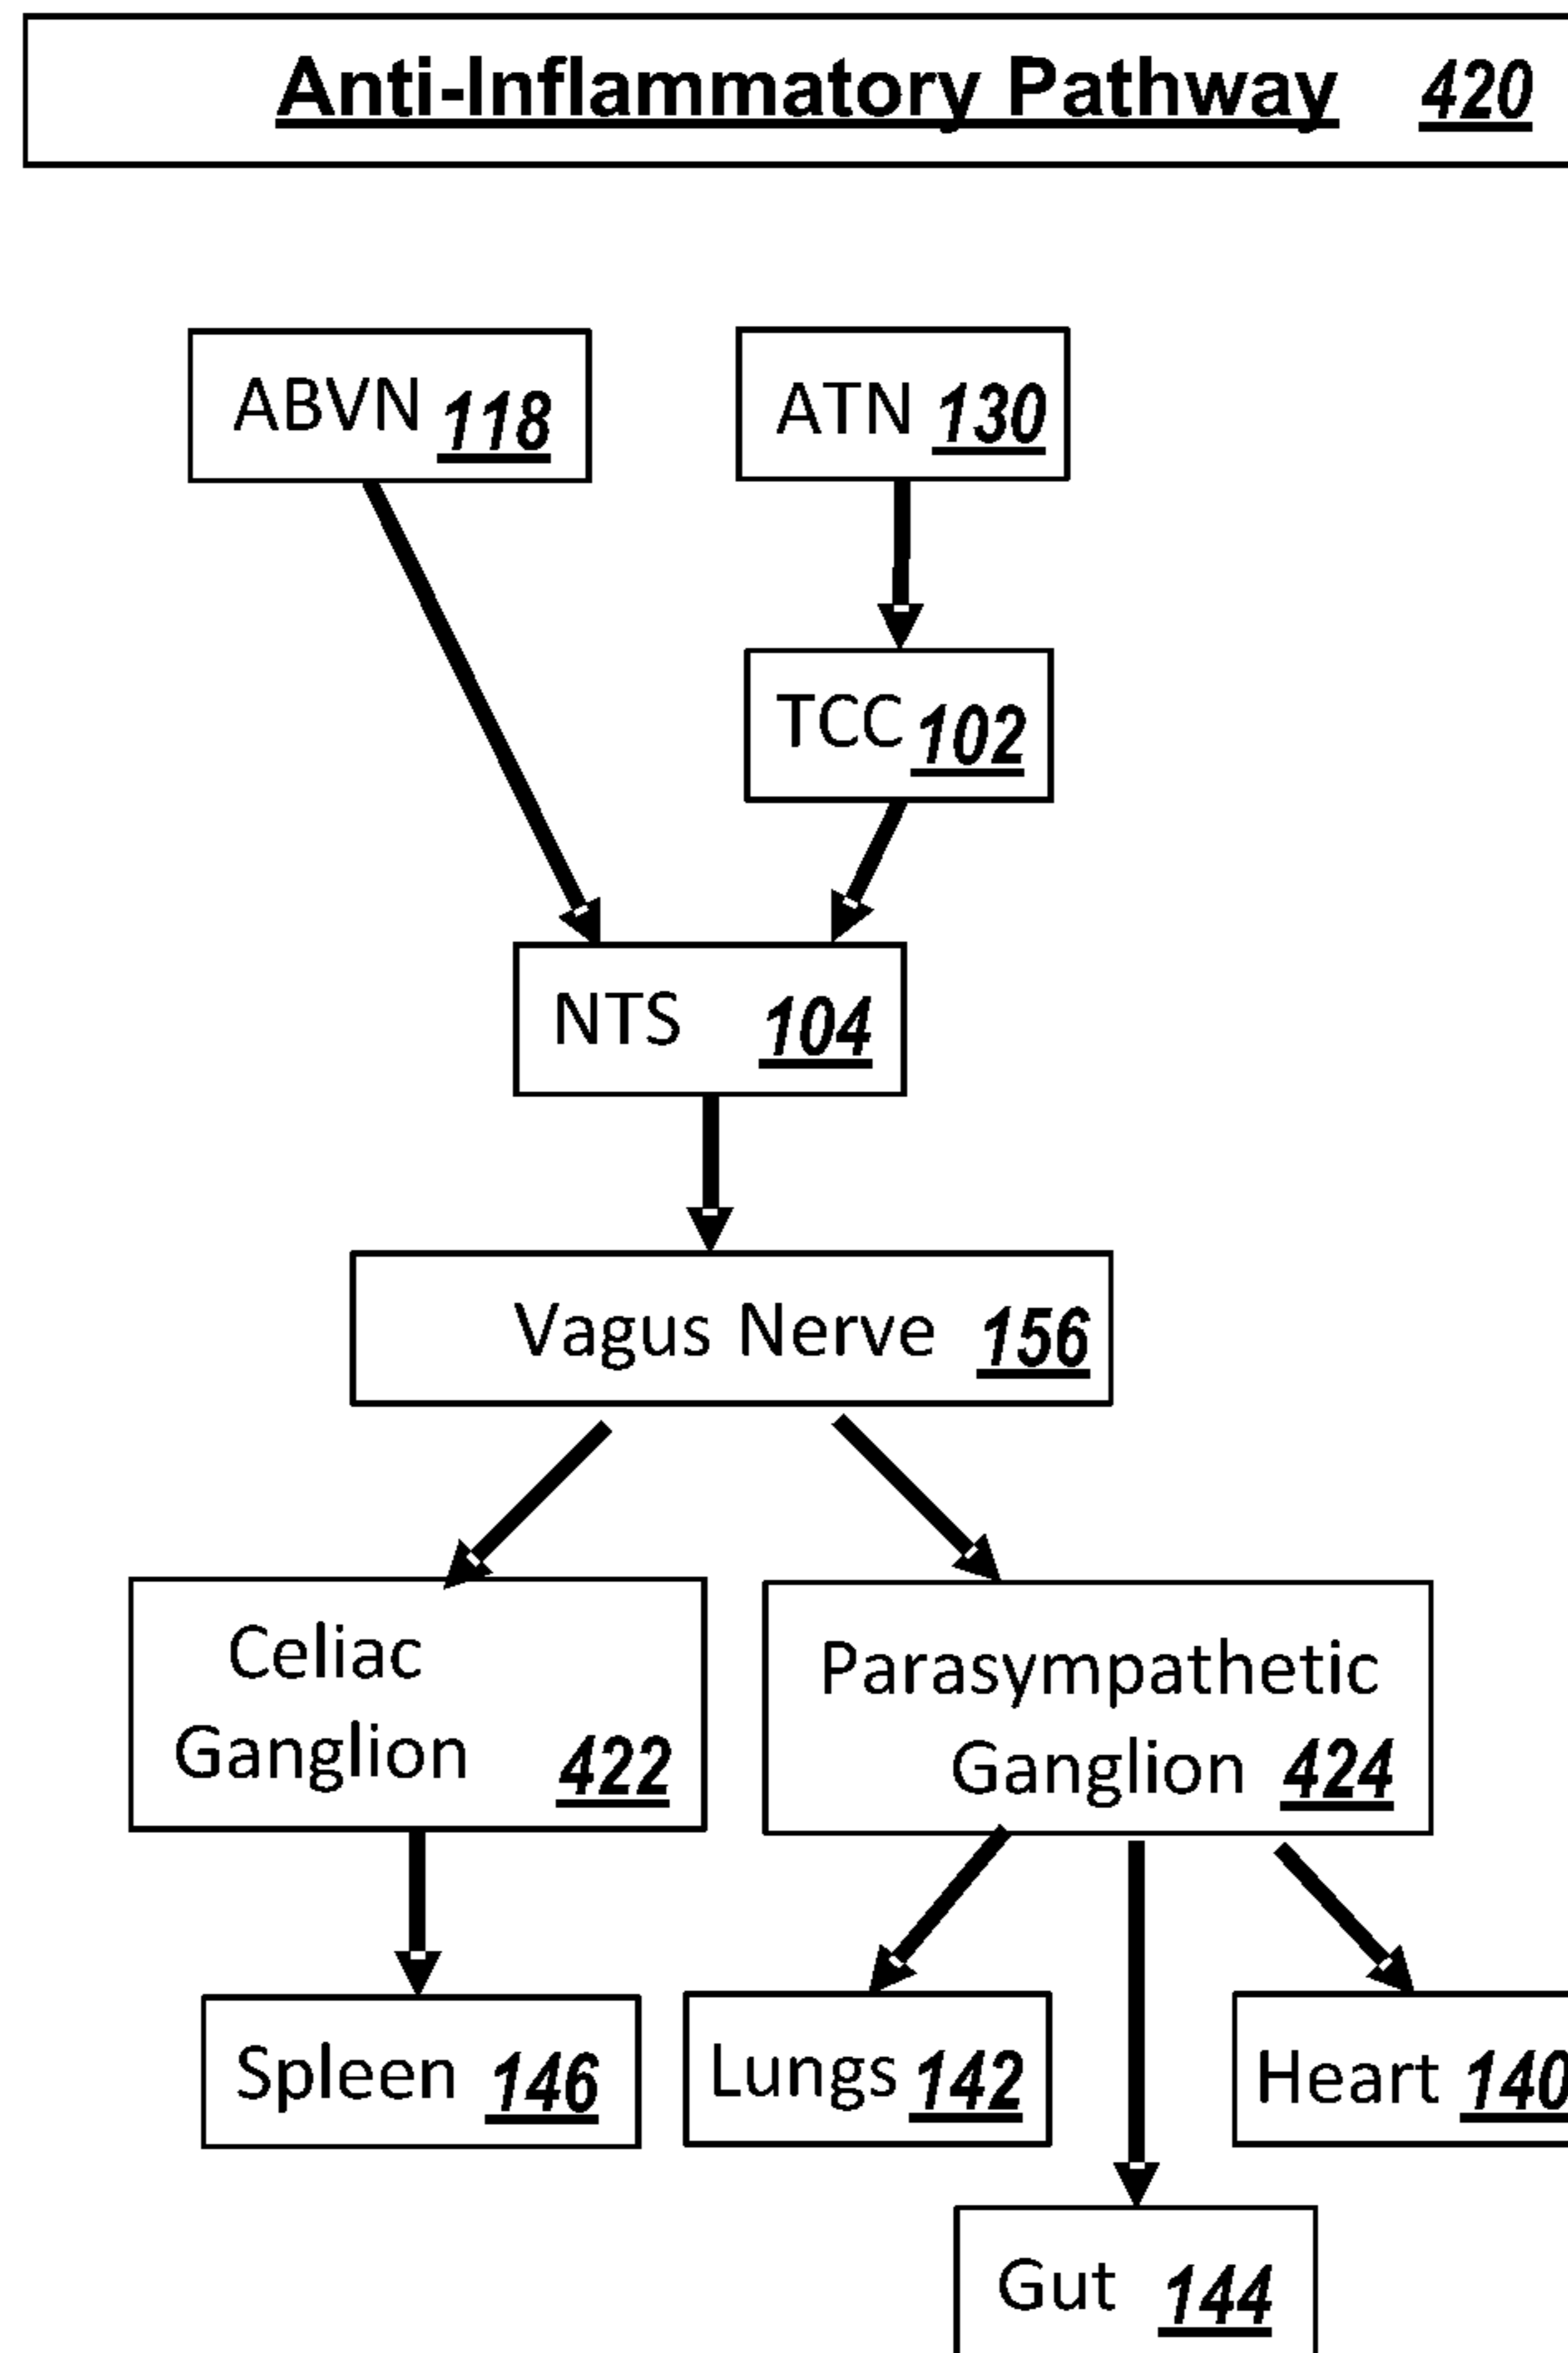 Anti-Inflammatory Pathway 420
ABVN 118
ATN 130
TCC 102
NTS 104
Vagus Nerve 156
Celiac
Ganglion 422
Parasympathetic
Ganglion 424
Spleen 146
Lungs 142
Heart 140
Gut 144